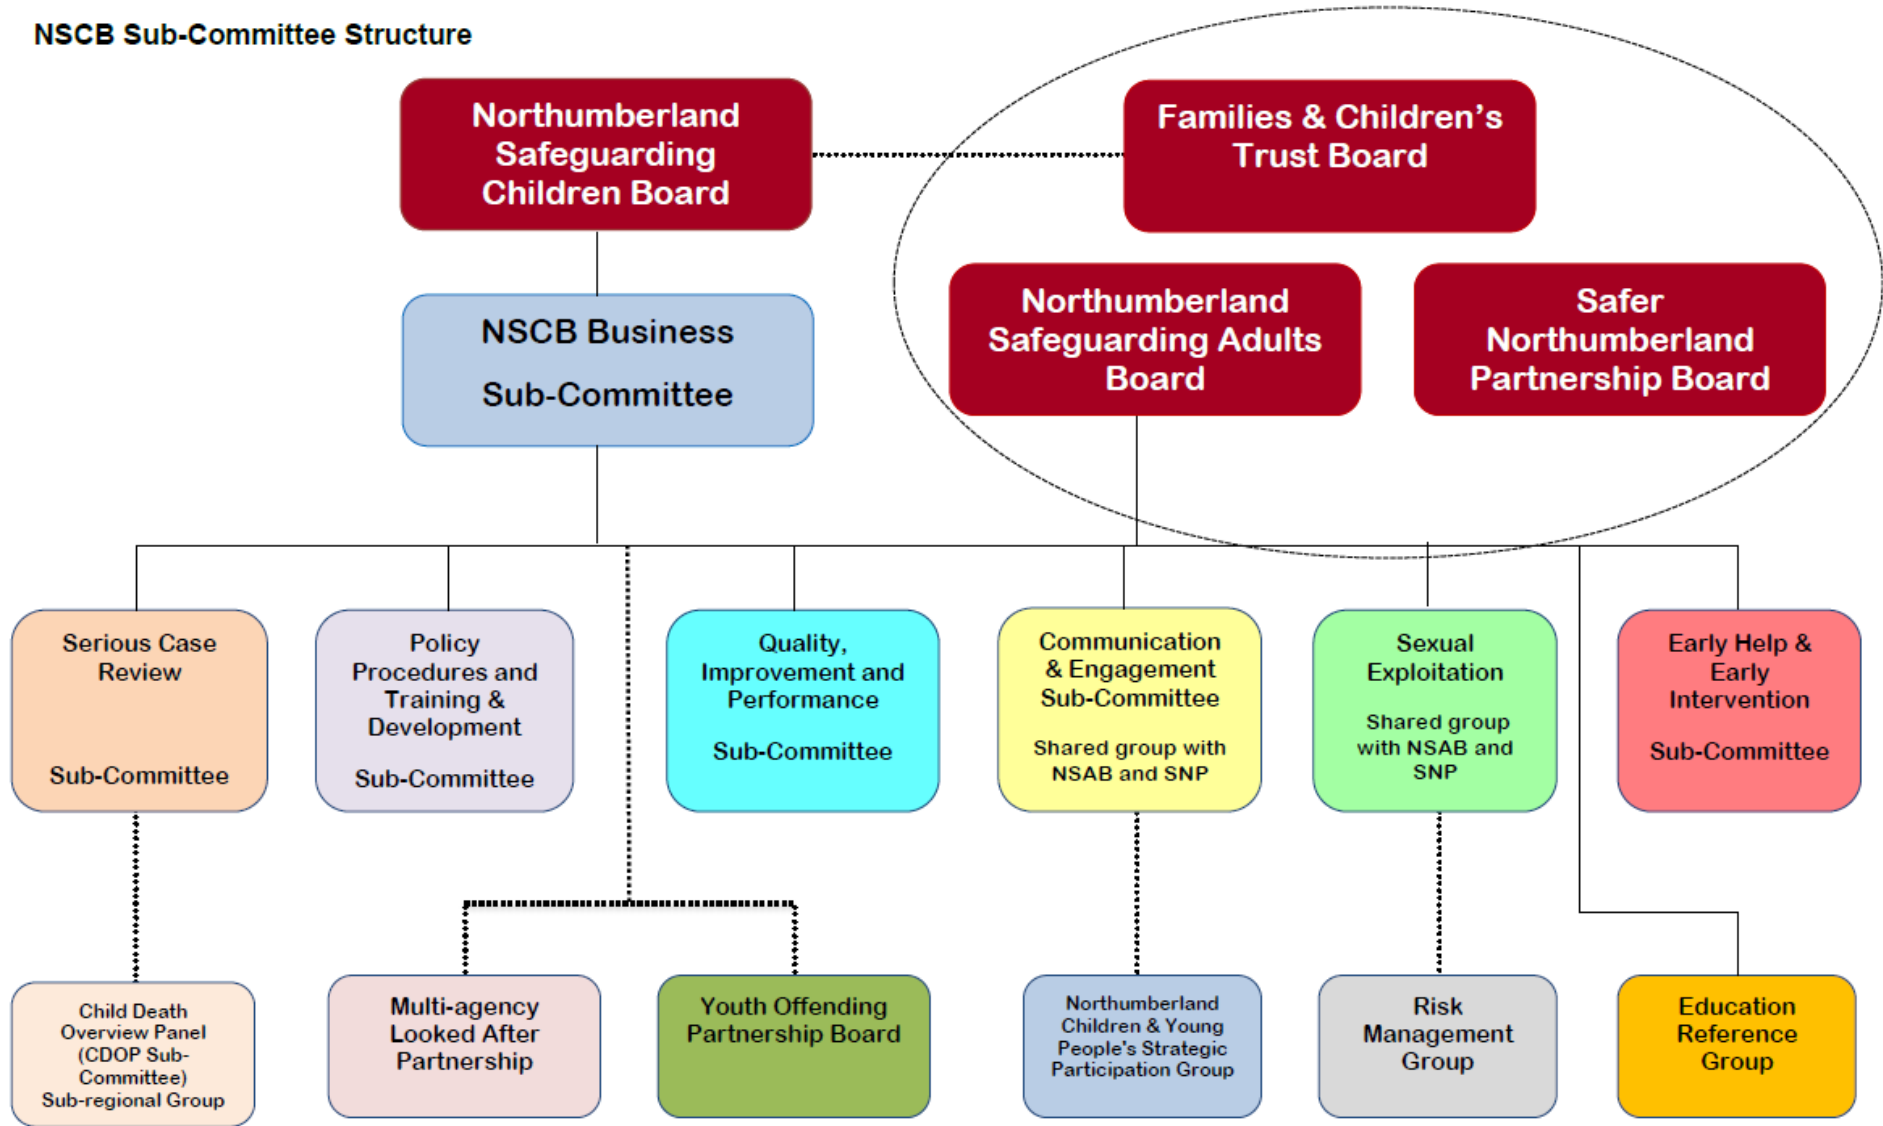 NSCB Sub-Committee Structure
Northumberland
Safeguarding
Children Board
Families & Children’s
Trust Board
NSCB Business
Sub-Committee
Northumberland
Safeguarding Adults
Board
Safer
Northumberland
Partnership Board
Serious Case
Review
Sub-Committee
Policy
Procedures and
Training &
Development
Sub-Committee
Quality,
Improvement and
Performance
Sub-Committee
Communication
& Engagement
Sub-Committee
Shared group with
NSAB and SNP
Sexual
Exploitation
Shared group
with NSAB and
SNP
Early Help &
Early
Intervention
Sub-Committee
Child Death
Overview Panel
(CDOP Sub-
Committee)
Sub-regional Group
Multi-agency
Looked After
Partnership
Youth Offending
Partnership Board
Northumberland
Children & Young
People's Strategic
Participation Group
Risk
Management
Group
Education
Reference
Group